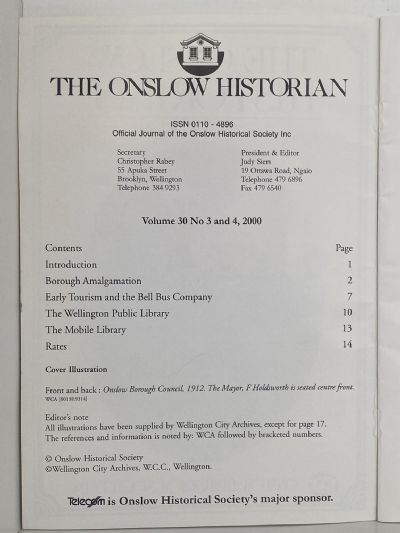 THE ONSLOW HISTORIAN
ISSN 0110 - 4896
Official Journal of the Onslow Historical Society Inc
Secretary
Christopher Rabey
55 Apuka Street
Brooklyn, Wellington
Telephone 384 9293
President & Editor
Judy Siers
19 Ottawa Road, Ngaio
Telephone 479 6896
Fax 479 6540
Volume 30 No 3 and 4, 2000
Contents Page
Introduction 1
Borough Amalgamation 2
Early Tourism and the Bell Bus Company 7
The Wellington Public Library 10
The Mobile Library 13
Rates 14
Cover Illustration
Front and back : Onslow Borough Council, 1912. The Mayor, F Holdsworth is seated centre front.
WCA [00138:9314]
Editor's note
All illustrations have been supplied by Wellington City Archives, except for page 17.
The references and information is noted by: WCA followed by bracketed numbers.
© Onslow Historical Society
©Wellington City Archives, W.C.C., Wellington.
Telecom is Onslow Historical Society's major sponsor.